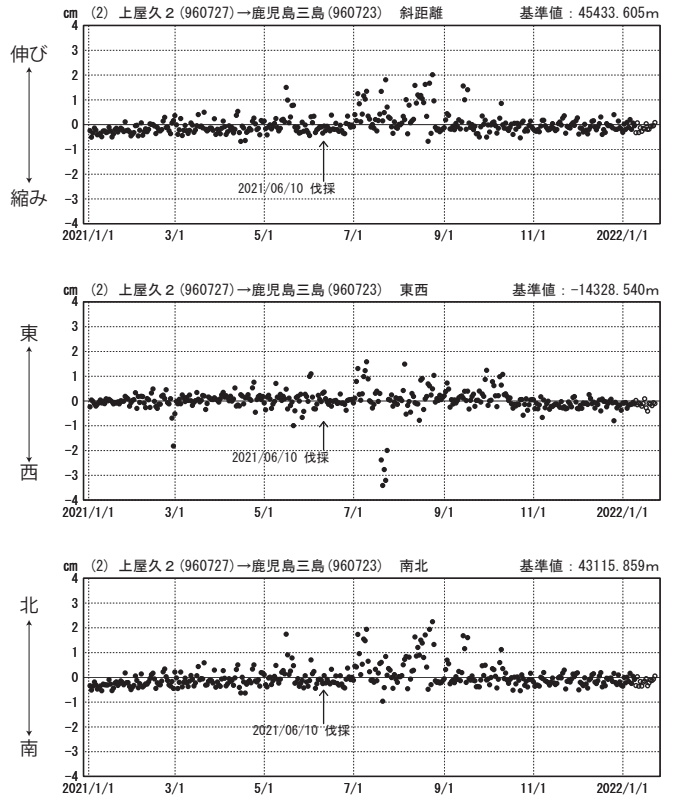 cm (2) 上屋久２(960727)→鹿児島三島(960723) 斜距離 基準値：45433.605ｍ
4
3
伸び
2
1
0
-1
2021/06/10 伐採
-2
縮み
-3
-4
2021/1/1 3/1 5/1 7/1 9/1 11/1 2022/1/1
cm (2) 上屋久２(960727)→鹿児島三島(960723) 東西 基準値：-14328.540ｍ
4
東
3
2
1
0
-1
-2
2021/06/10 伐採
西
-3
-4
2021/1/1 3/1 5/1 7/1 9/1 11/1 2022/1/1
cm (2) 上屋久２(960727)→鹿児島三島(960723) 南北 基準値：43115.859ｍ
4
北
3
2
1
0
-1
-2
2021/06/10 伐採
南
-3
-4
2021/1/1 3/1 5/1 7/1 9/1 11/1 2022/1/1